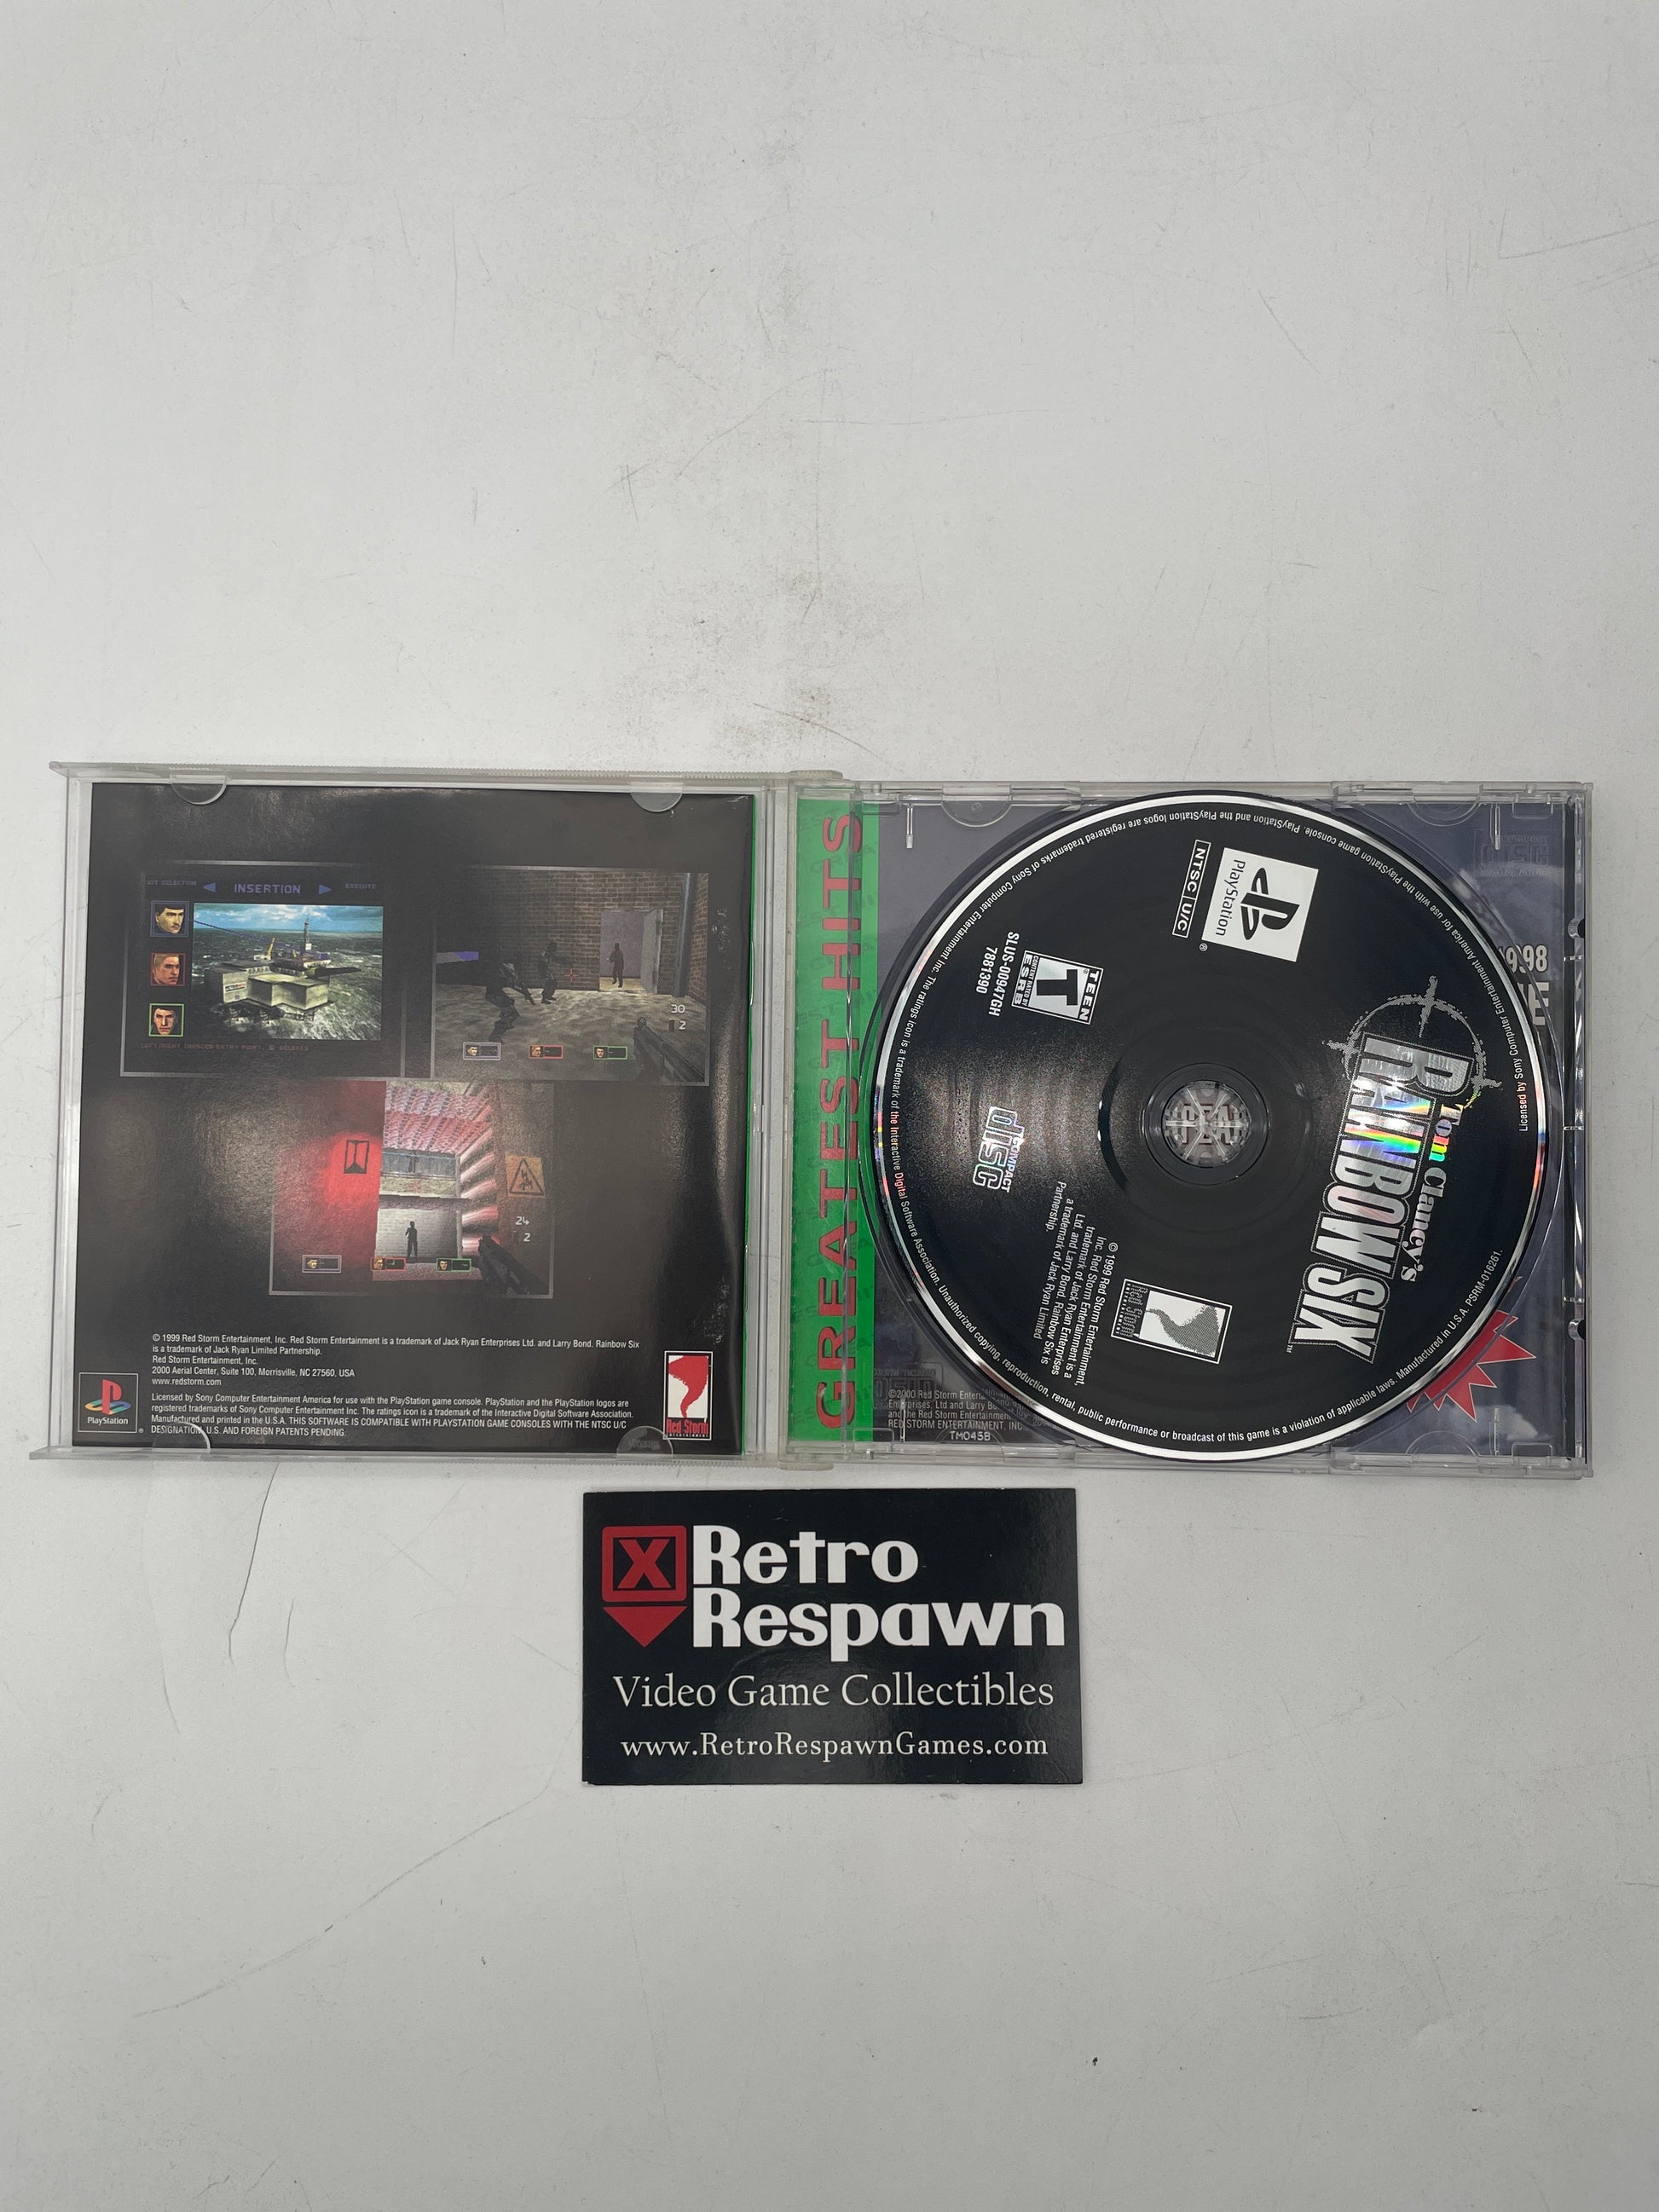 INSERTION
EXECUTE
30
2
24
2
© 1999 Red Storm Entertainment, Inc. Red Storm Entertainment is a trademark of Jack Ryan Enterprises Ltd. and Larry Bond. Rainbow Six
is a trademark of Jack Ryan Limited Partnership.
Red Storm Entertainment, Inc.
2000 Aerial Center, Suite 100, Morrisville, NC 27560, USA
www.redstorm.com
Licensed by Sony Computer Entertainment America for use with the PlayStation game console. PlayStation and the PlayStation logos are
registered trademarks of Sony Computer Entertainment Inc. The ratings icon is a trademark of the Interactive Digital Software Association.
Manufactured and printed in the U.S.A. THIS SOFTWARE IS COMPATIBLE WITH PLAYSTATION GAME CONSOLES WITH THE NTSC U/C
DESIGNATION. U.S. AND FOREIGN PATENTS PENDING.
PlayStation
®
Red Storm
GREATEST HITS
PlayStation
®
NTSC U/C
TEEN
T
CONTENT RATED BY
ESRB
SLUS-00947GH
7881390
Tom Clancy's
RAINBOW SIX
™
COMPACT
disc
© 1999 Red Storm Entertainment,
Inc. Red Storm Entertainment is a
trademark of Jack Ryan Enterprises
Ltd. and Larry Bond. Rainbow Six is
a trademark of Jack Ryan Limited
Partnership.
Licensed by Sony Computer Entertainment America for use with the PlayStation game console. PlayStation and the PlayStation logos are registered trademarks of Sony Computer Entertainment Inc. The ratings icon is a trademark of the Interactive Digital Software Association. Unauthorized copying, reproduction, rental, public performance or broadcast of this game is a violation of applicable laws. Manufactured in U.S.A. PSRM-016261.
©2000 Red Storm
Enterprises, Ltd and Larry
and the Red Storm Entertainment
RED STORM ENTERTAINMENT, INC
TM045B
Retro
Respawn
Video Game Collectibles
www.RetroRespawnGames.com